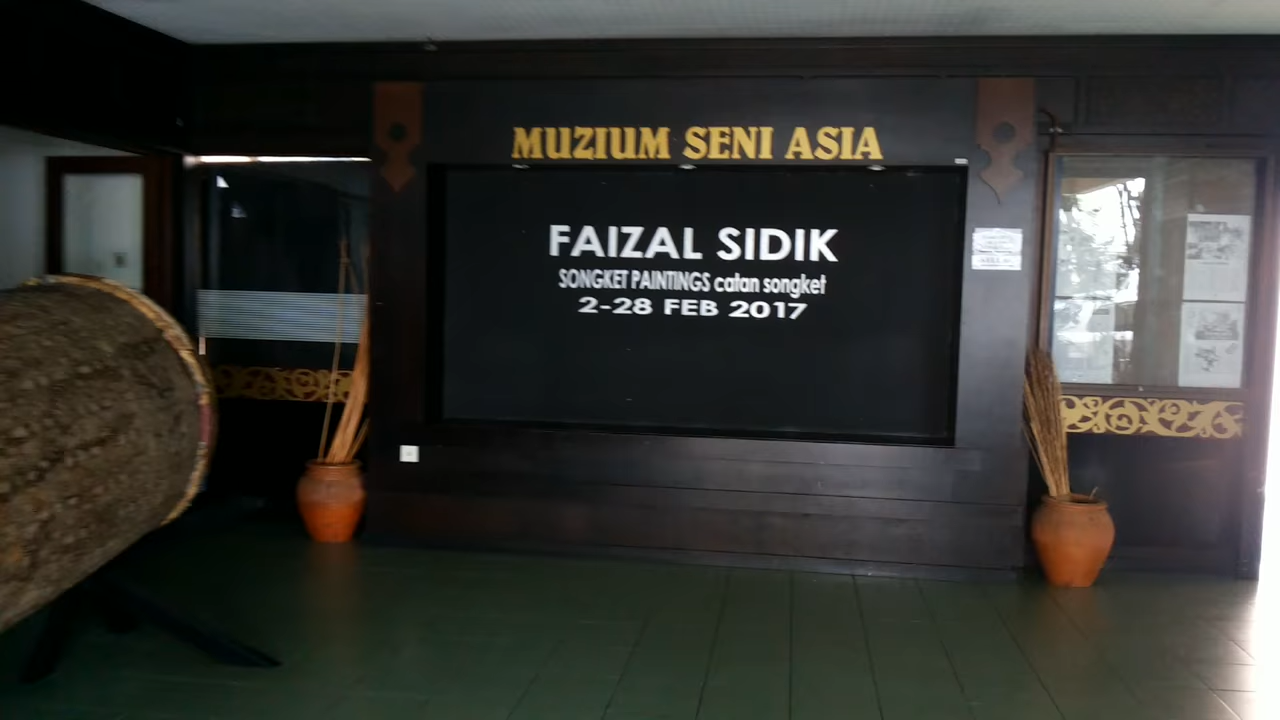 MUZIUM SENI ASIA
FAIZAL SIDIK
SONGKET PAINTINGS catan songket
2-28 FEB 2017